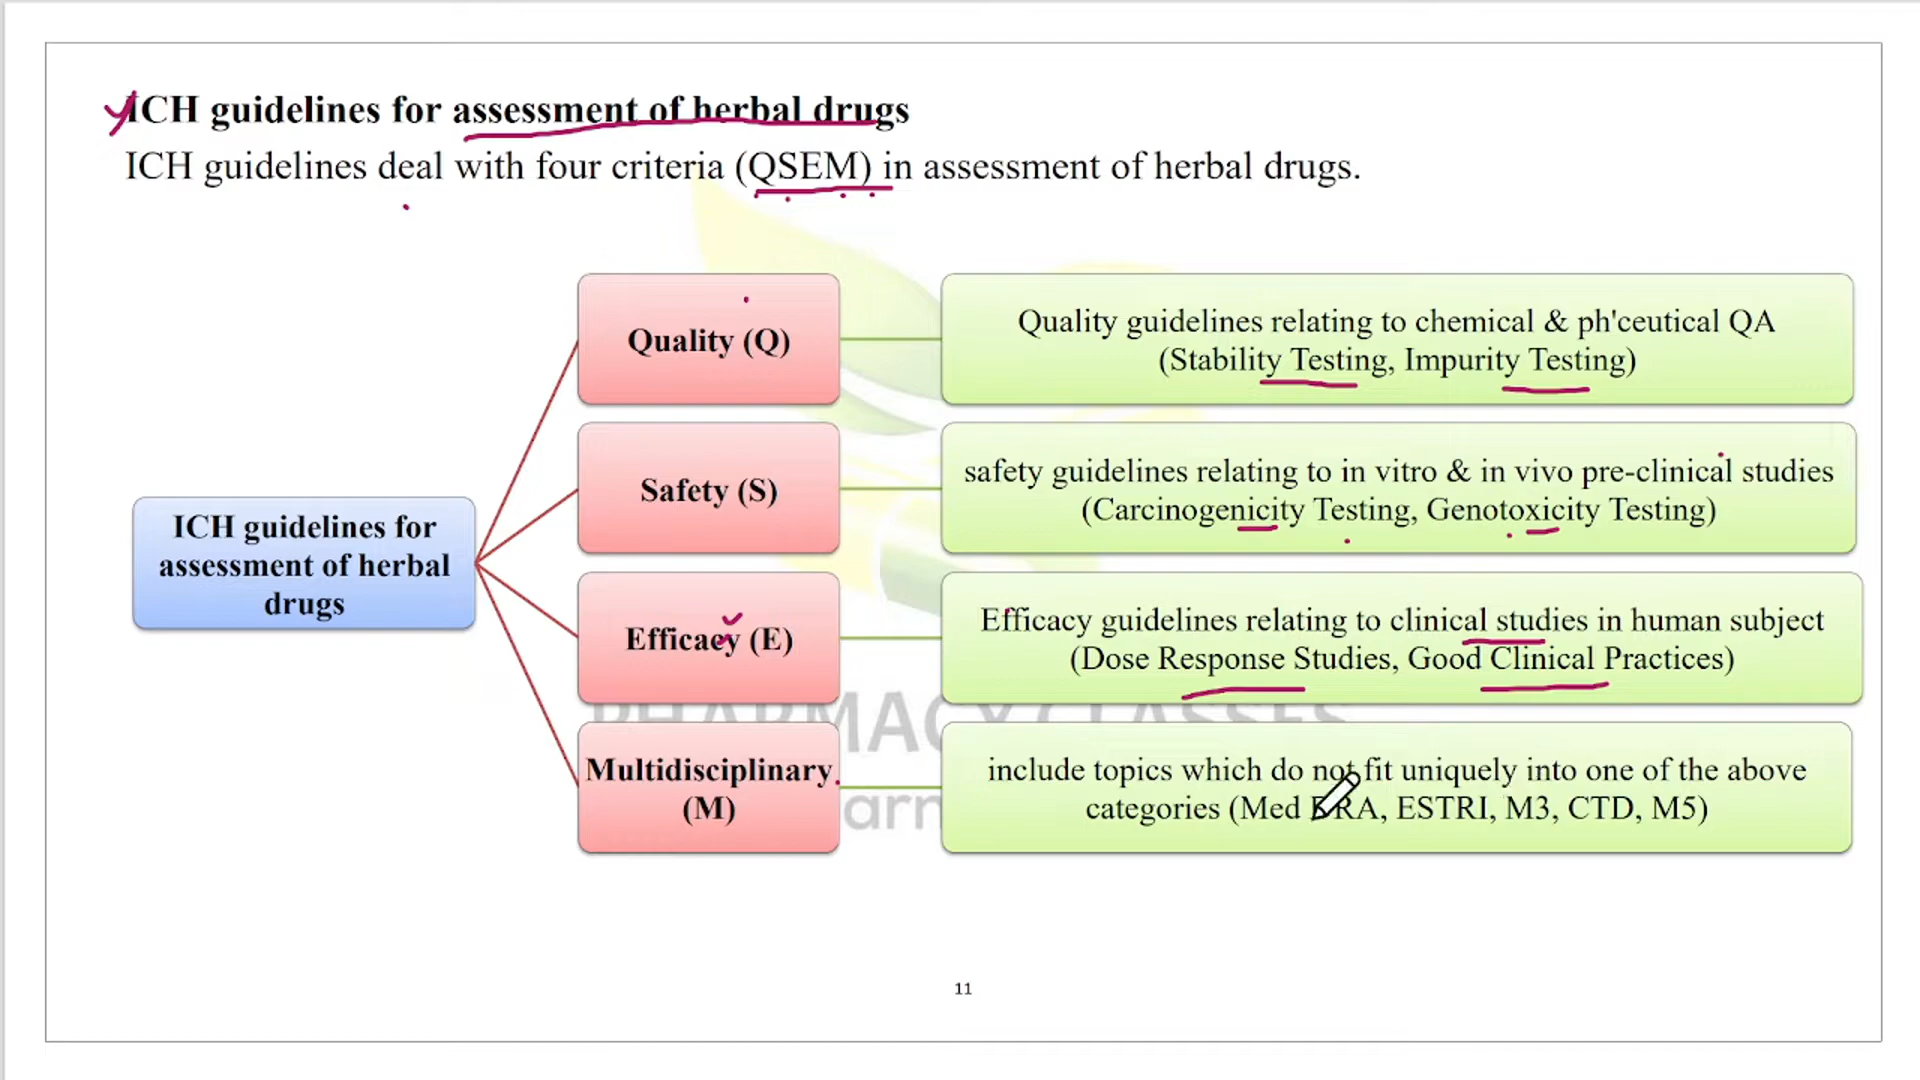 ICH guidelines for assessment of herbal drugs
ICH guidelines deal with four criteria (QSEM) in assessment of herbal drugs.
ICH guidelines for
assessment of herbal
drugs
Quality (Q)
Quality guidelines relating to chemical & ph'ceutical QA
(Stability Testing, Impurity Testing)
Safety (S)
safety guidelines relating to in vitro & in vivo pre-clinical studies
(Carcinogenicity Testing, Genotoxicity Testing)
Efficacy (E)
Efficacy guidelines relating to clinical studies in human subject
(Dose Response Studies, Good Clinical Practices)
PHARMACY CLASSES
Multidisciplinary
(M)
include topics which do not fit uniquely into one of the above
categories (Med DRA, ESTRI, M3, CTD, M5)
11